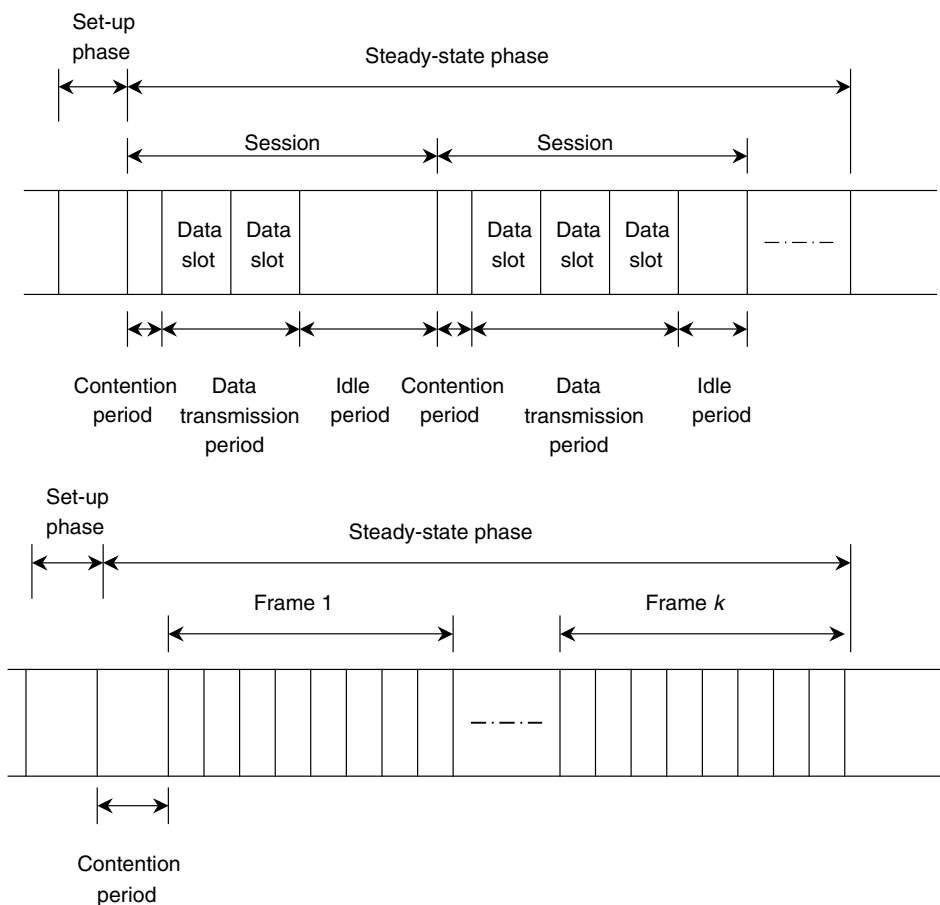 Set-up
phase
Steady-state phase
Session
Session
Data
slot
Data
slot
Data
slot
Data
slot
Data
slot
Contention
period
Data
transmission
period
Idle
period
Contention
period
Data
transmission
period
Idle
period
Set-up
phase
Steady-state phase
Frame 1
Frame k
Contention
period